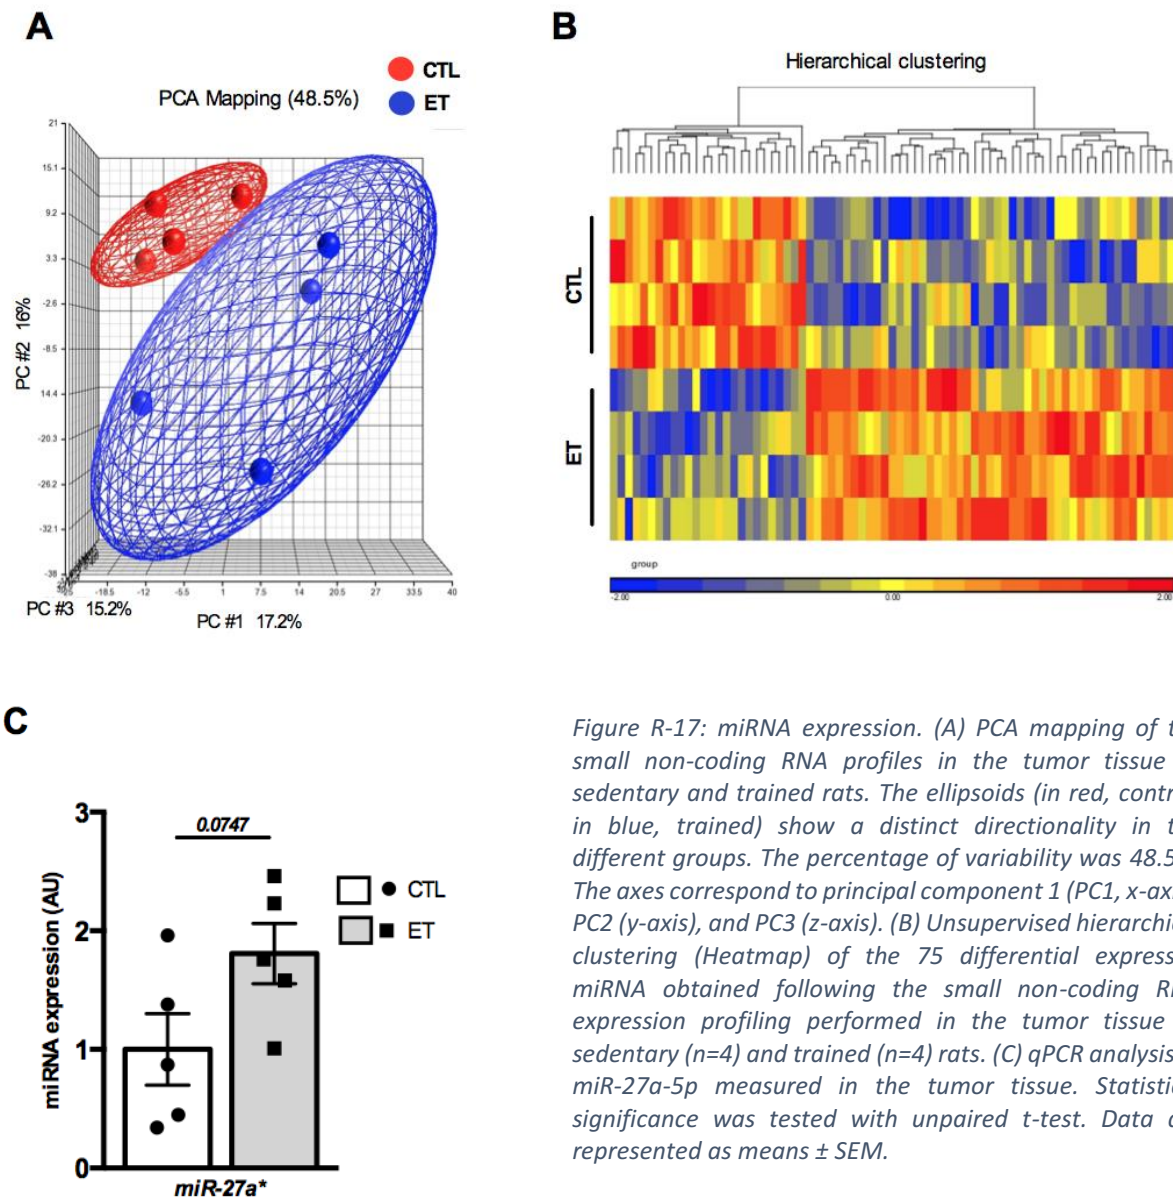 A
CTL
ET
PCA Mapping (48.5%)
21
15.1
9.2
3.3
-2.6
-8.5
14.4
-20.3
-26.2
-32.1
-38
PC #2 16%
-18.5 -12 -5.5 1 7.5 14 20.5 27 33.5 40
PC #3 15.2%
PC #1 17.2%
B
Hierarchical clustering
CTL
ET
group
-2.00 0.00 2.00
C
3
2
1
0
miRNA expression (AU)
0.0747
CTL
ET
miR-27a*
Figure R-17: miRNA expression. (A) PCA mapping of
small non-coding RNA profiles in the tumor tissue
sedentary and trained rats. The ellipsoids (in red,
in blue, trained) show a distinct directionality in
different groups. The percentage of variability was 48.5
The axes correspond to principal component 1 (PC1,
PC2 (y-axis), and PC3 (z-axis). (B) Unsupervised
clustering (Heatmap) of the 75 differential
miRNA obtained following the small non-coding
expression profiling performed in the tumor tissue
sedentary (n=4) and trained (n=4) rats. (C) qPCR analysis
miR-27a-5p measured in the tumor tissue.
significance was tested with unpaired t-test. Data
represented as means ± SEM.